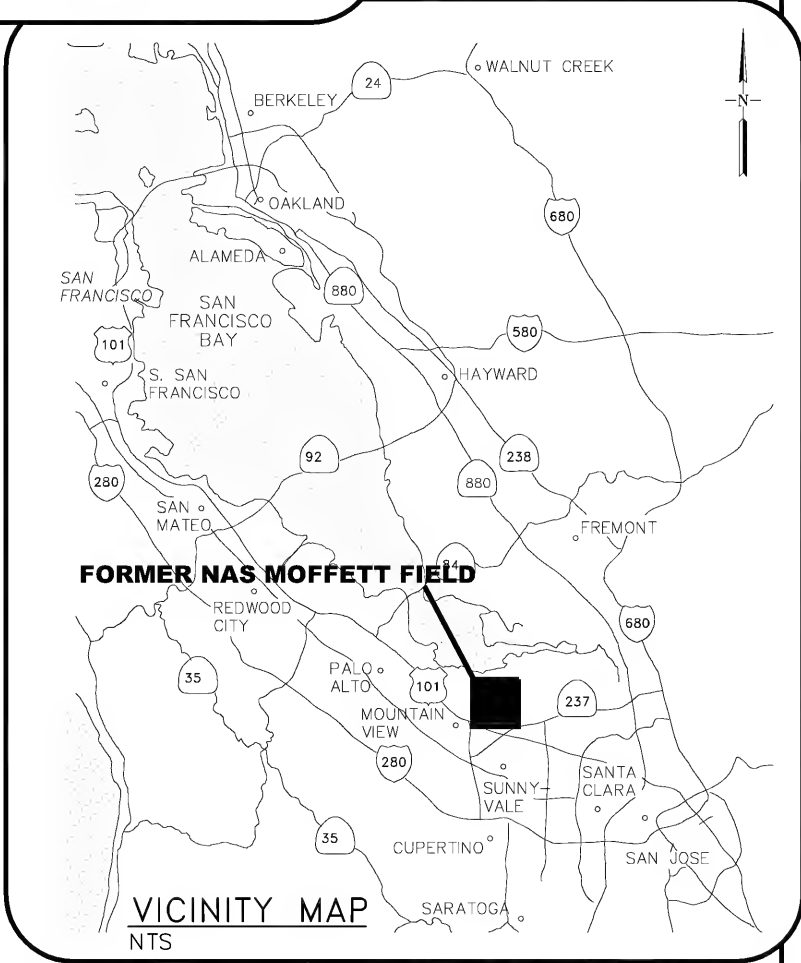 WALNUT CREEK
24
BERKELEY
N
OAKLAND
680
ALAMEDA
SAN
FRANCISCO
880
SAN
FRANCISCO
BAY
580
101
S. SAN
FRANCISCO
HAYWARD
92
238
280
880
SAN
MATEO
FREMONT
84
FORMER NAS MOFFETT FIELD
REDWOOD
CITY
680
35
PALO
ALTO
101
237
MOUNTAIN
VIEW
280
SUNNY-
VALE
SANTA
CLARA
35
CUPERTINO
SAN JOSE
SARATOGA
VICINITY MAP
NTS